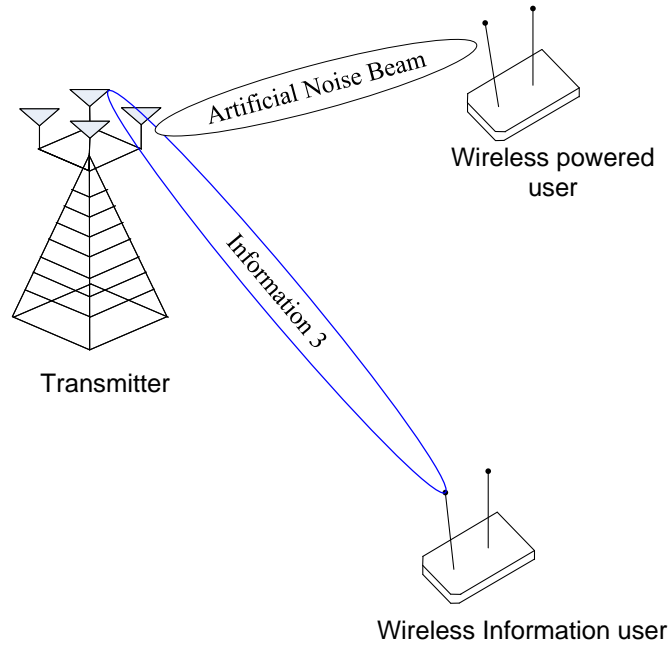 Artificial Noise Beam
Wireless powered
user
Information 3
Transmitter
Wireless Information user